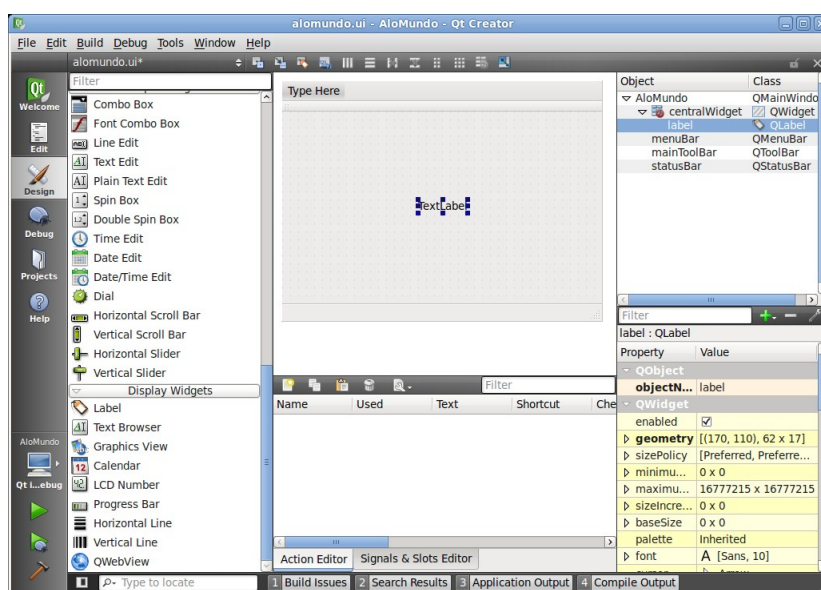 alomundo.ui - AloMundo - Qt Creator
File Edit Build Debug Tools Window Help
alomundo.ui*
Qt
Welcome
Edit
Design
Debug
Projects
Help
AloMundo
Qt i...ebug
Filter
Combo Box
Font Combo Box
Line Edit
Text Edit
Plain Text Edit
Spin Box
Double Spin Box
Time Edit
Date Edit
Date/Time Edit
Dial
Horizontal Scroll Bar
Vertical Scroll Bar
Horizontal Slider
Vertical Slider
Display Widgets
Label
Text Browser
Graphics View
Calendar
LCD Number
Progress Bar
Horizontal Line
Vertical Line
QWebView
Type Here
TextLabel
Filter
Name Used Text Shortcut Che
Action Editor Signals & Slots Editor
Object Class
AloMundo QMainWindo
centralWidget QWidget
label QLabel
menuBar QMenuBar
mainToolBar QToolBar
statusBar QStatusBar
Filter
label : QLabel
Property Value
QObject
objectN... label
QWidget
enabled
geometry [(170, 110), 62 x 17]
sizePolicy [Preferred, Preferre...
minimu... 0 x 0
maximu... 16777215 x 16777215
sizeIncre... 0 x 0
baseSize 0 x 0
palette Inherited
font A [Sans, 10]
Type to locate
1 Build Issues 2 Search Results 3 Application Output 4 Compile Output